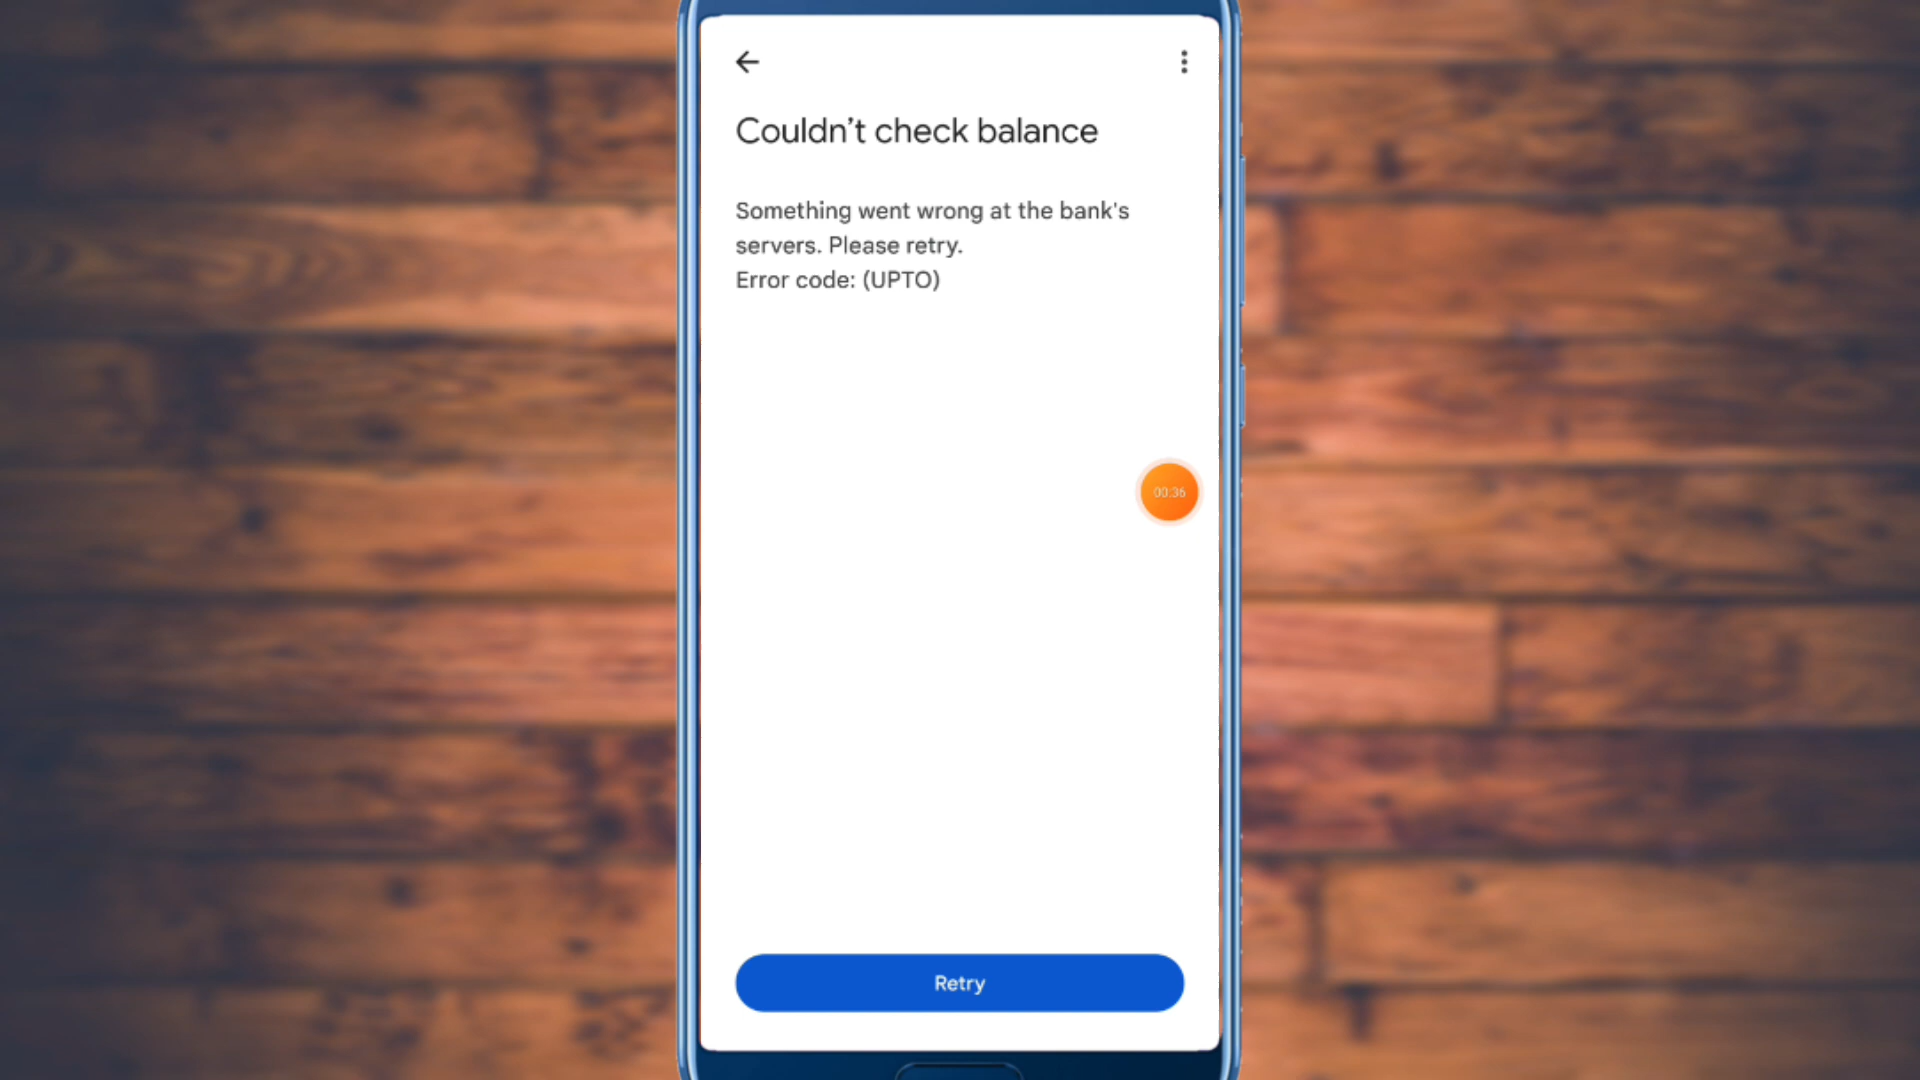 Couldn’t check balance
Something went wrong at the bank's
servers. Please retry.
Error code: (UPTO)
00:36
Retry